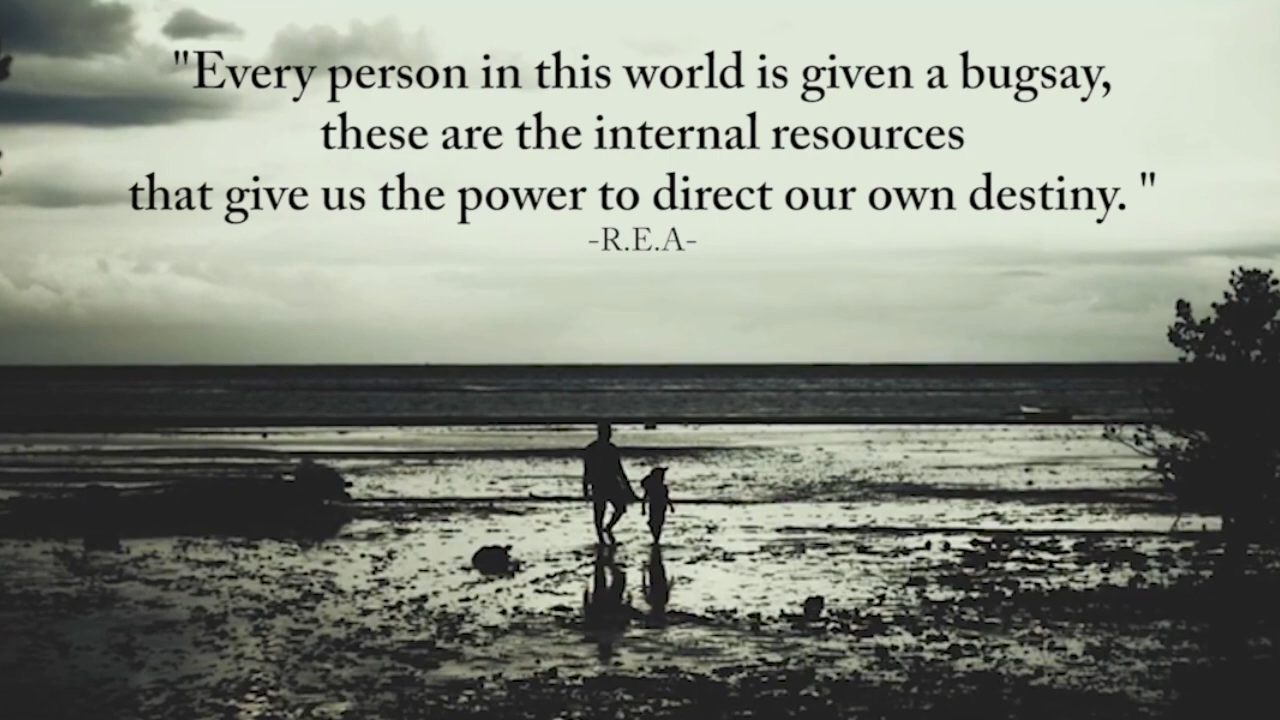 "Every person in this world is given a bugsay,
these are the internal resources
that give us the power to direct our own destiny. "
-R.E.A-